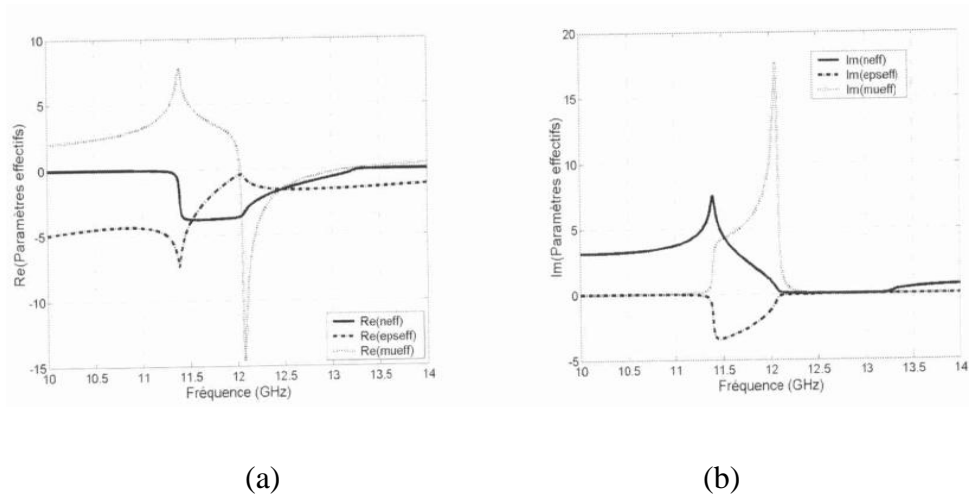 10
5
0
-5
-10
-15
Re(Paramètres effectifs)
Re(neff)
Re(epseff)
Re(mueff)
10 10.5 11 11.5 12 12.5 13 13.5 14
Fréquence (GHz)
20
15
10
5
0
-5
Im(Paramètres effectifs)
Im(neff)
Im(epseff)
Im(mueff)
10 10.5 11 11.5 12 12.5 13 13.5 14
Fréquence (GHz)
(a) (b)